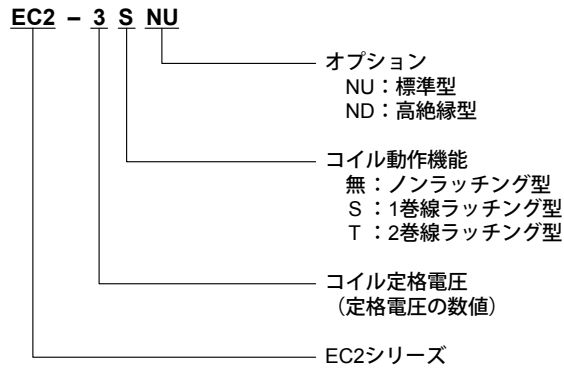 EC2 – 3 S NU
オプション
NU：標準型
ND：高絶縁型
コイル動作機能
無：ノンラッチング型
S：1巻線ラッチング型
T：2巻線ラッチング型
コイル定格電圧
（定格電圧の数値）
EC2シリーズ